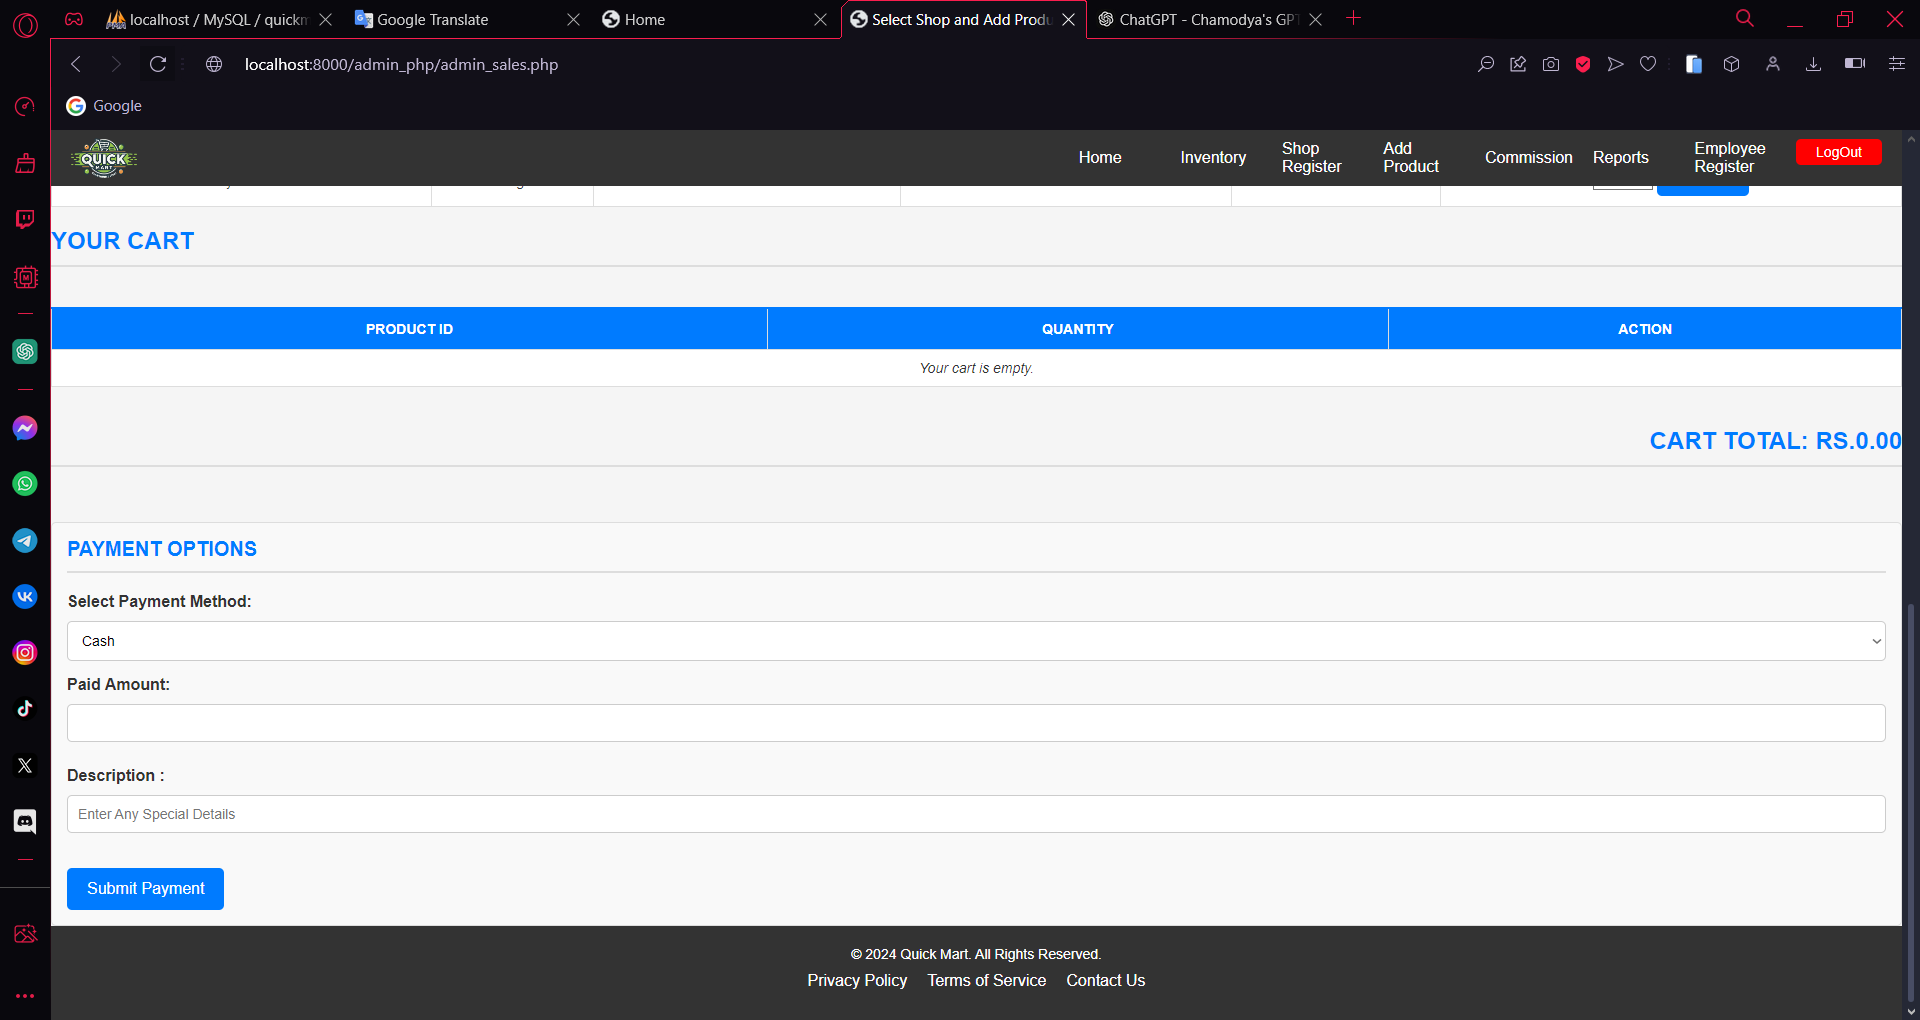 localhost / MySQL / quickm
Google Translate
Home
Select Shop and Add Produ
ChatGPT - Chamodya's GPT
localhost:8000/admin_php/admin_sales.php
Google
QUICK
MART
Home
Inventory
Shop Register
Add Product
Commission
Reports
Employee Register
LogOut
YOUR CART
PRODUCT ID
QUANTITY
ACTION
Your cart is empty.
CART TOTAL: RS.0.00
PAYMENT OPTIONS
Select Payment Method:
Cash
Paid Amount:
Description :
Enter Any Special Details
Submit Payment
© 2024 Quick Mart. All Rights Reserved.
Privacy Policy Terms of Service Contact Us